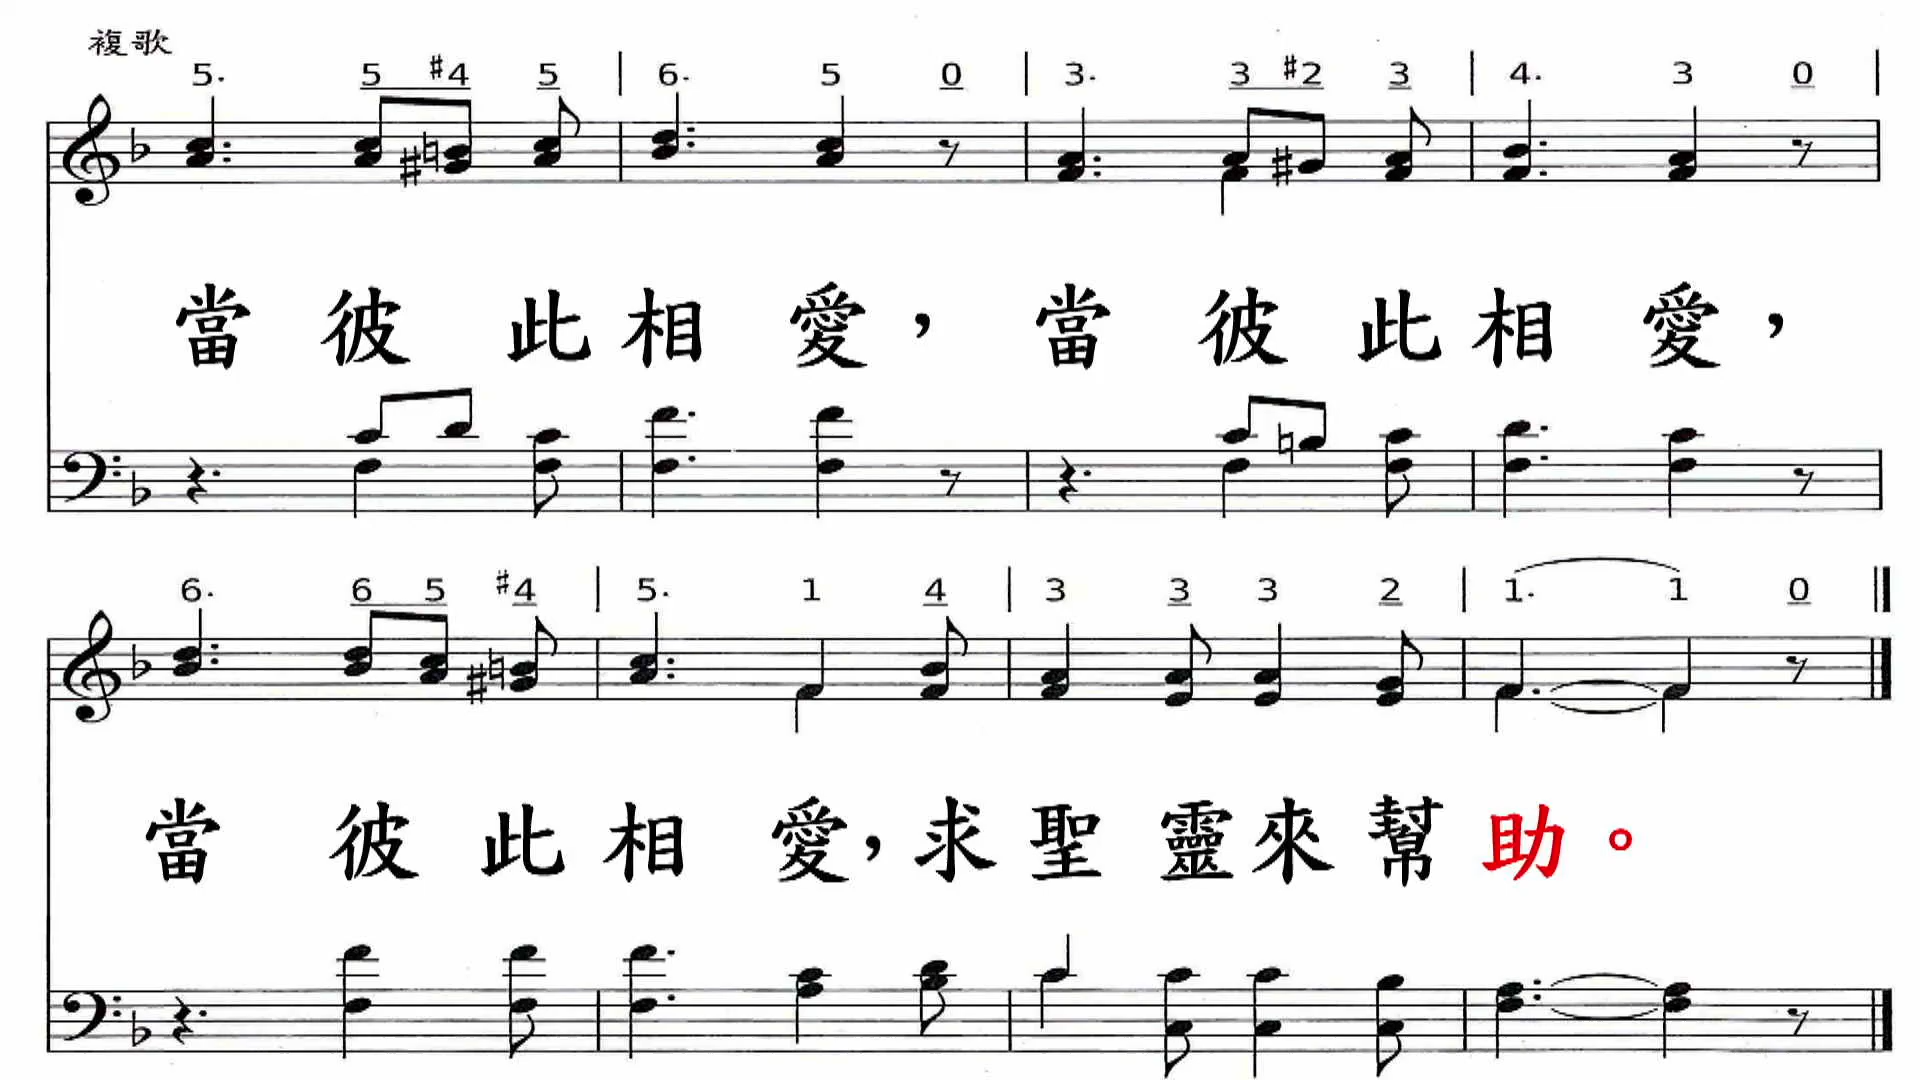 複歌
5. 5 #4 5 | 6. 5 0 | 3. 3 #2 3 | 4. 3 0 |
當彼此相愛，當彼此相愛，
6. 6 5 #4 | 5. 1 4 | 3 3 3 2 | 1. 1 0
當彼此相愛，求聖靈來幫助。